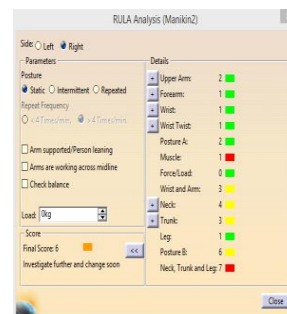 RULA Analysis (Manikin2)
Side: Left Right
Parameters
Posture
Static Intermittent Repeated
Repeat Frequency
< 4 Times/min. > 4 Times/min.
Arm supported/Person leaning
Arms are working across midline
Check balance
Load: 0kg
Score
Final Score: 6
<<
Investigate further and change soon
Details
+ Upper Arm: 2
+ Forearm: 1
+ Wrist: 1
+ Wrist Twist: 1
Posture A: 2
Muscle: 1
Force/Load: 0
Wrist and Arm: 3
+ Neck: 4
+ Trunk: 3
Leg: 1
Posture B: 6
Neck, Trunk and Leg: 7
Close